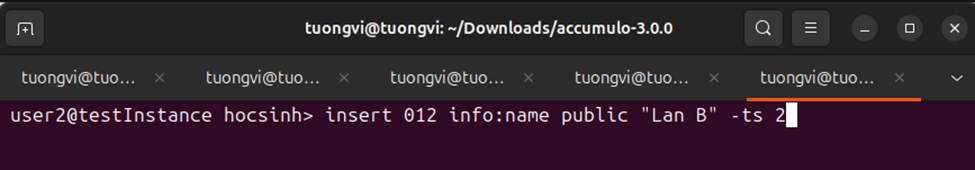 tuongvi@tuongvi: ~/Downloads/accumulo-3.0.0
tuongvi@tuo... tuongvi@tuo... tuongvi@tuo... tuongvi@tuo... tuongvi@tuo...
user2@testInstance hocsinh> insert 012 info:name public "Lan B" -ts 2